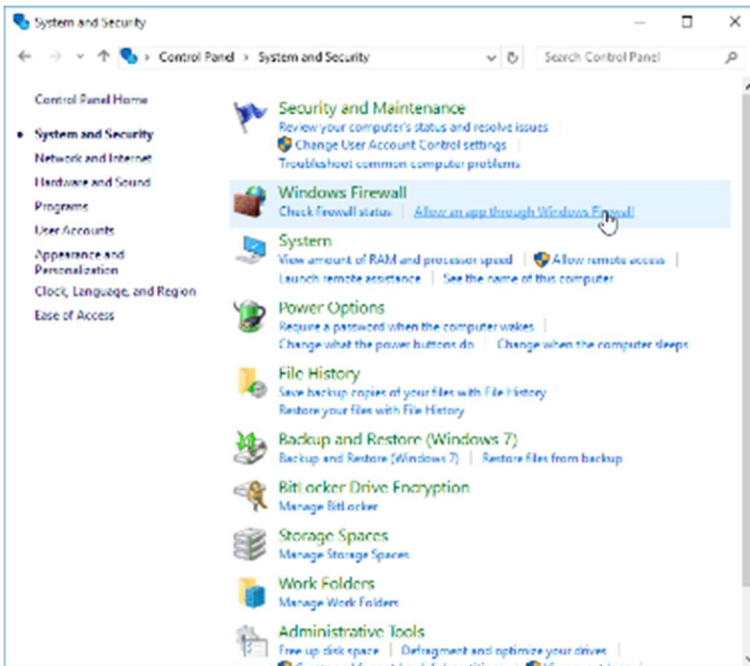 System and Security
Control Panel > System and Security
Search Control Panel
Control Panel Home
System and Security
Network and Internet
Hardware and Sound
Programs
User Accounts
Appearance and
Personalization
Clock, Language, and Region
Ease of Access
Security and Maintenance
Review your computer's status and resolve issues
Change User Account Control settings
Troubleshoot common computer problems
Windows Firewall
Check firewall status | Allow an app through Windows Firewall
System
View amount of RAM and processor speed | Allow remote access |
Launch remote assistance | See the name of this computer
Power Options
Require a password when the computer wakes |
Change what the power buttons do | Change when the computer sleeps
File History
Save backup copies of your files with File History |
Restore your files with File History
Backup and Restore (Windows 7)
Backup and Restore (Windows 7) | Restore files from backup
BitLocker Drive Encryption
Manage BitLocker
Storage Spaces
Manage Storage Spaces
Work Folders
Manage Work Folders
Administrative Tools
Free up disk space | Defragment and optimize your drives |